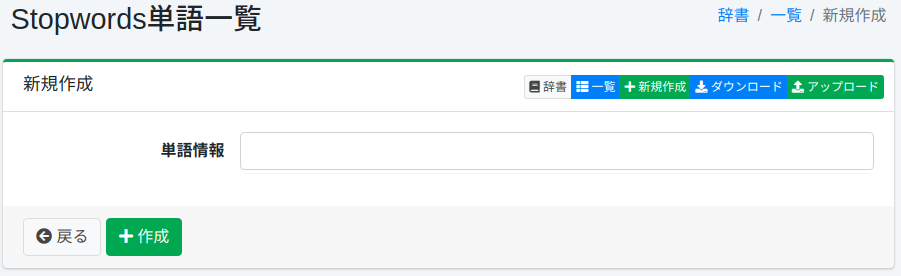 Stopwords単語一覧
辞書 / 一覧 / 新規作成
新規作成
辞書 一覧 新規作成 ダウンロード アップロード
単語情報
戻る 作成